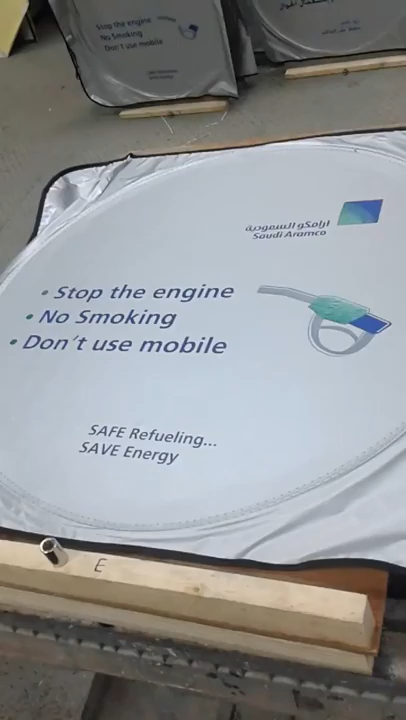 Stop the engine
No Smoking
Don't use mobile
أرامكو السعودية
Saudi Aramco
• Stop the engine
• No Smoking
• Don't use mobile
SAFE Refueling...
SAVE Energy
E